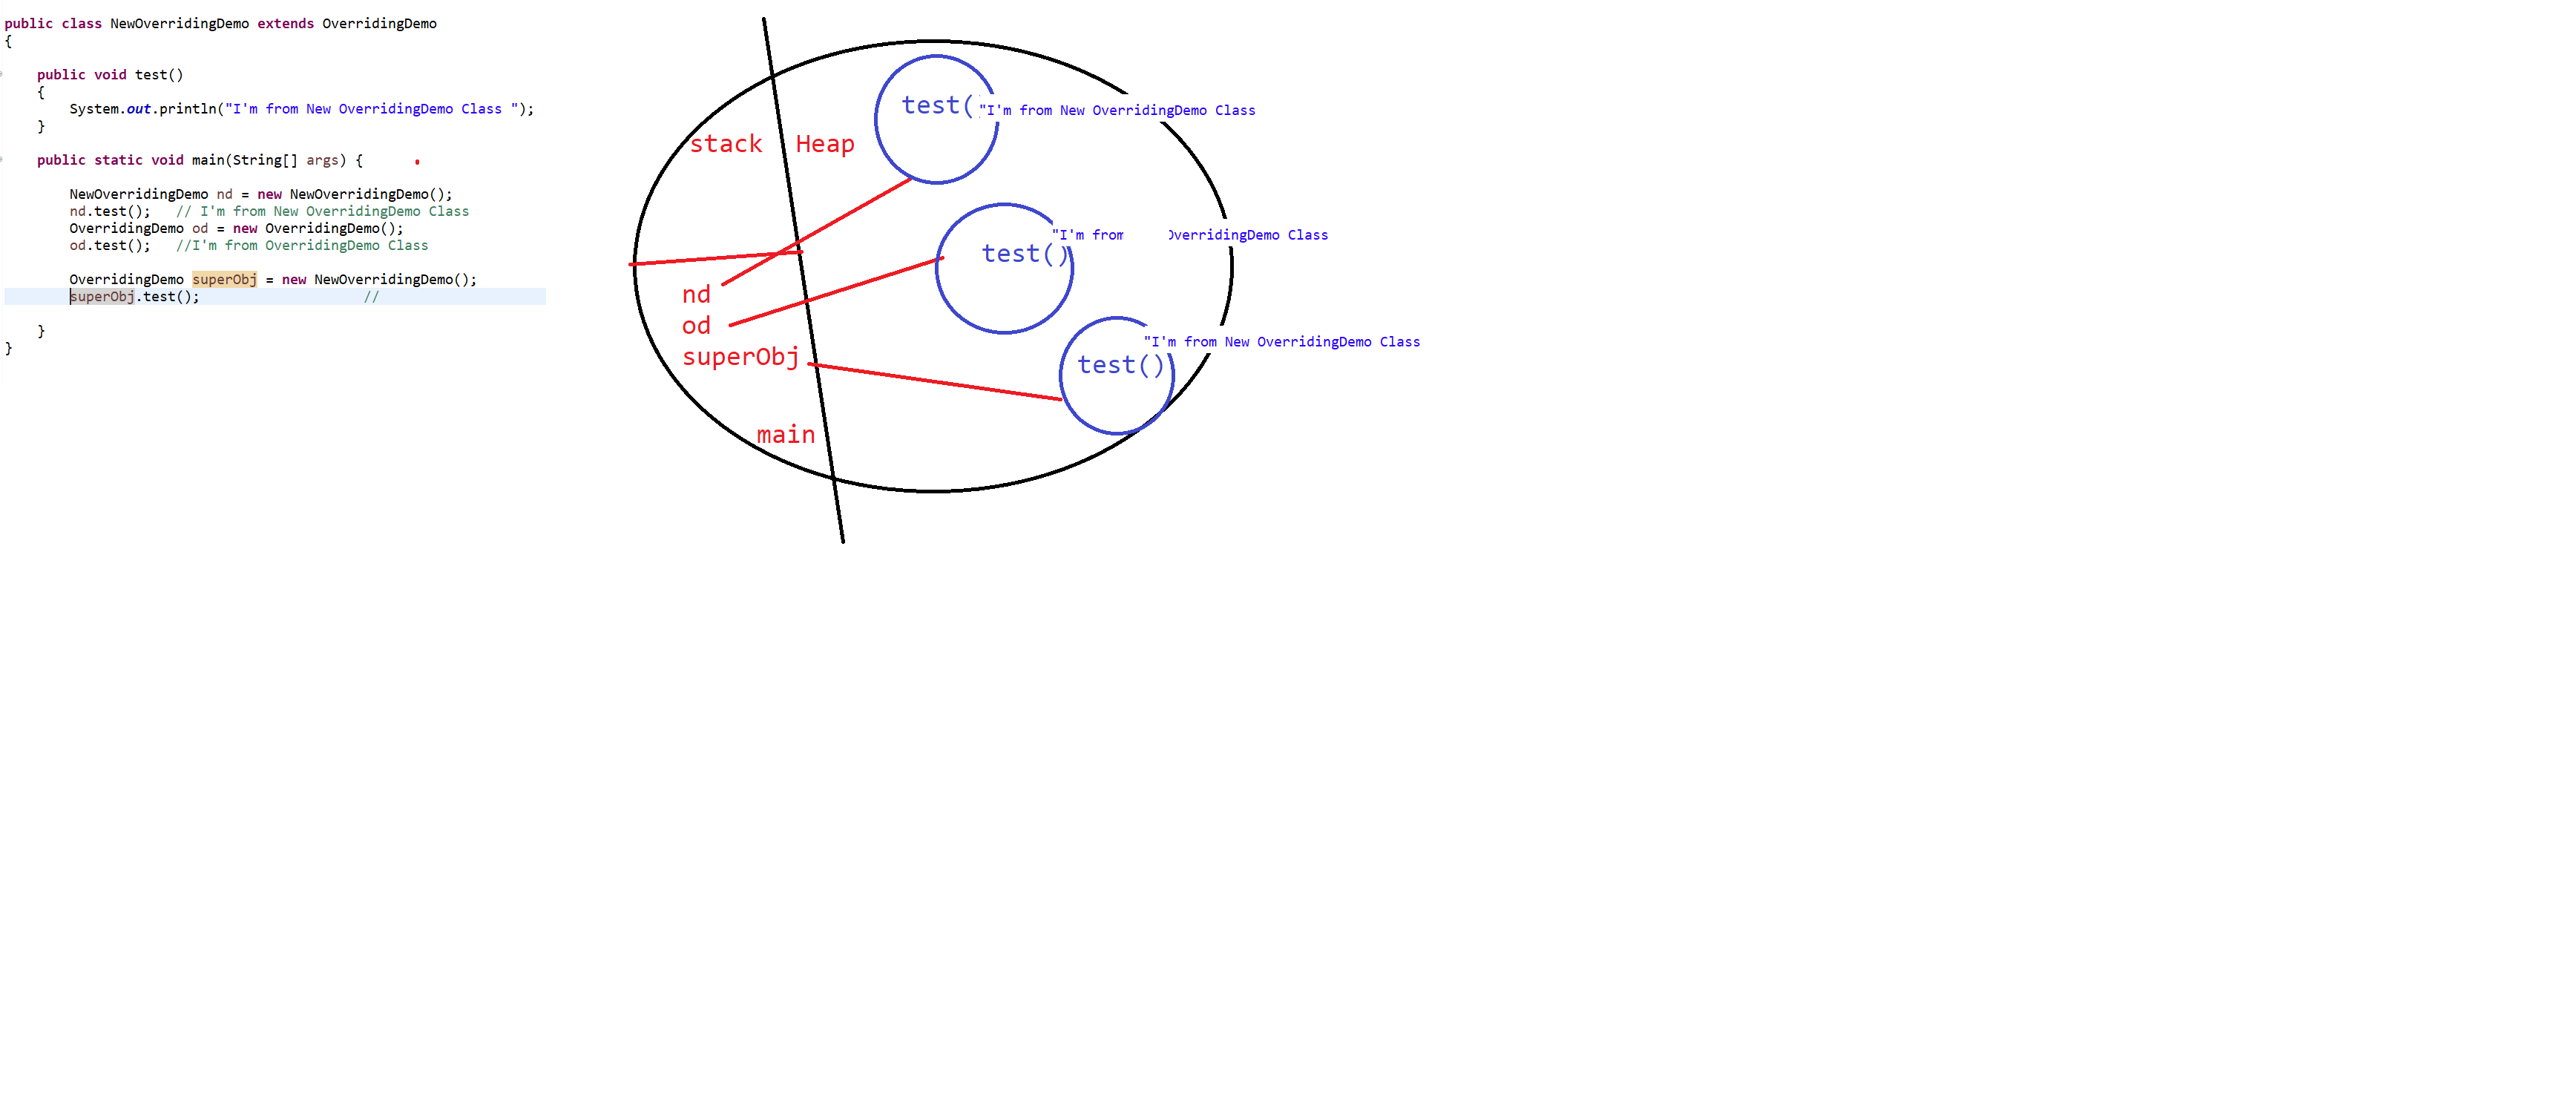 public class NewOverridingDemo extends OverridingDemo
{
public void test()
{
System.out.println("I'm from New OverridingDemo Class ");
}
public static void main(String[] args) {
NewOverridingDemo nd = new NewOverridingDemo();
nd.test();   // I'm from New OverridingDemo Class
OverridingDemo od = new OverridingDemo();
od.test();   //I'm from OverridingDemo Class
OverridingDemo superObj = new NewOverridingDemo();
superObj.test();                    //
}
}
stack
Heap
test(
"I'm from New OverridingDemo Class
"I'm from OverridingDemo Class
test()
"I'm from New OverridingDemo Class
test()
nd
od
superObj
main